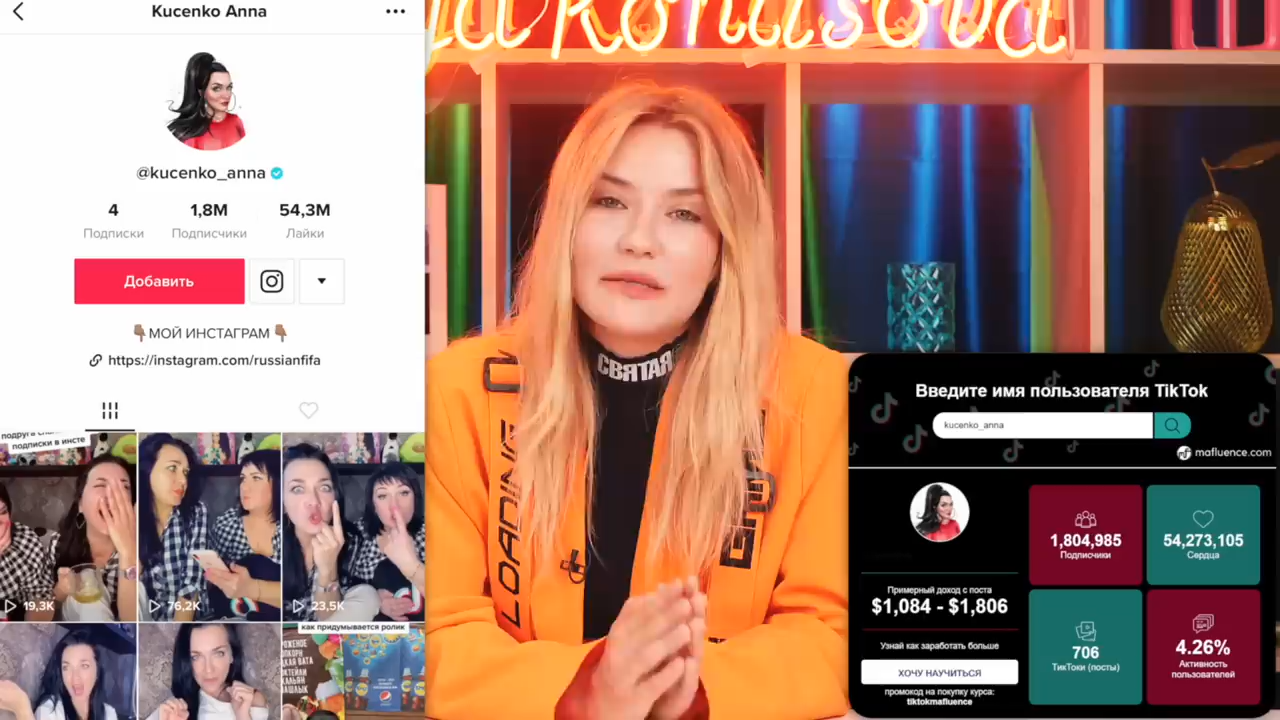 Kucenko Anna
@kucenko_anna
4
1,8M
54,3M
Подписки
Подписчики
Лайки
Добавить
МОЙ ИНСТАГРАМ
https://instagram.com/russianfifa
подписки в инсте
19,3K
76,2K
23,5K
как придумывается ролик
СВЯТАЯ
LOADING
Введите имя пользователя TikTok
kucenko_anna
mafluence.com
1,804,985
Подписчики
54,273,105
Сердца
Примерный доход с поста
$1,084 - $1,806
Узнай как заработать больше
ХОЧУ НАУЧИТЬСЯ
промокод на покупку курса:
tiktokmafluence
706
ТикТоки (посты)
4.26%
Активность
пользователей